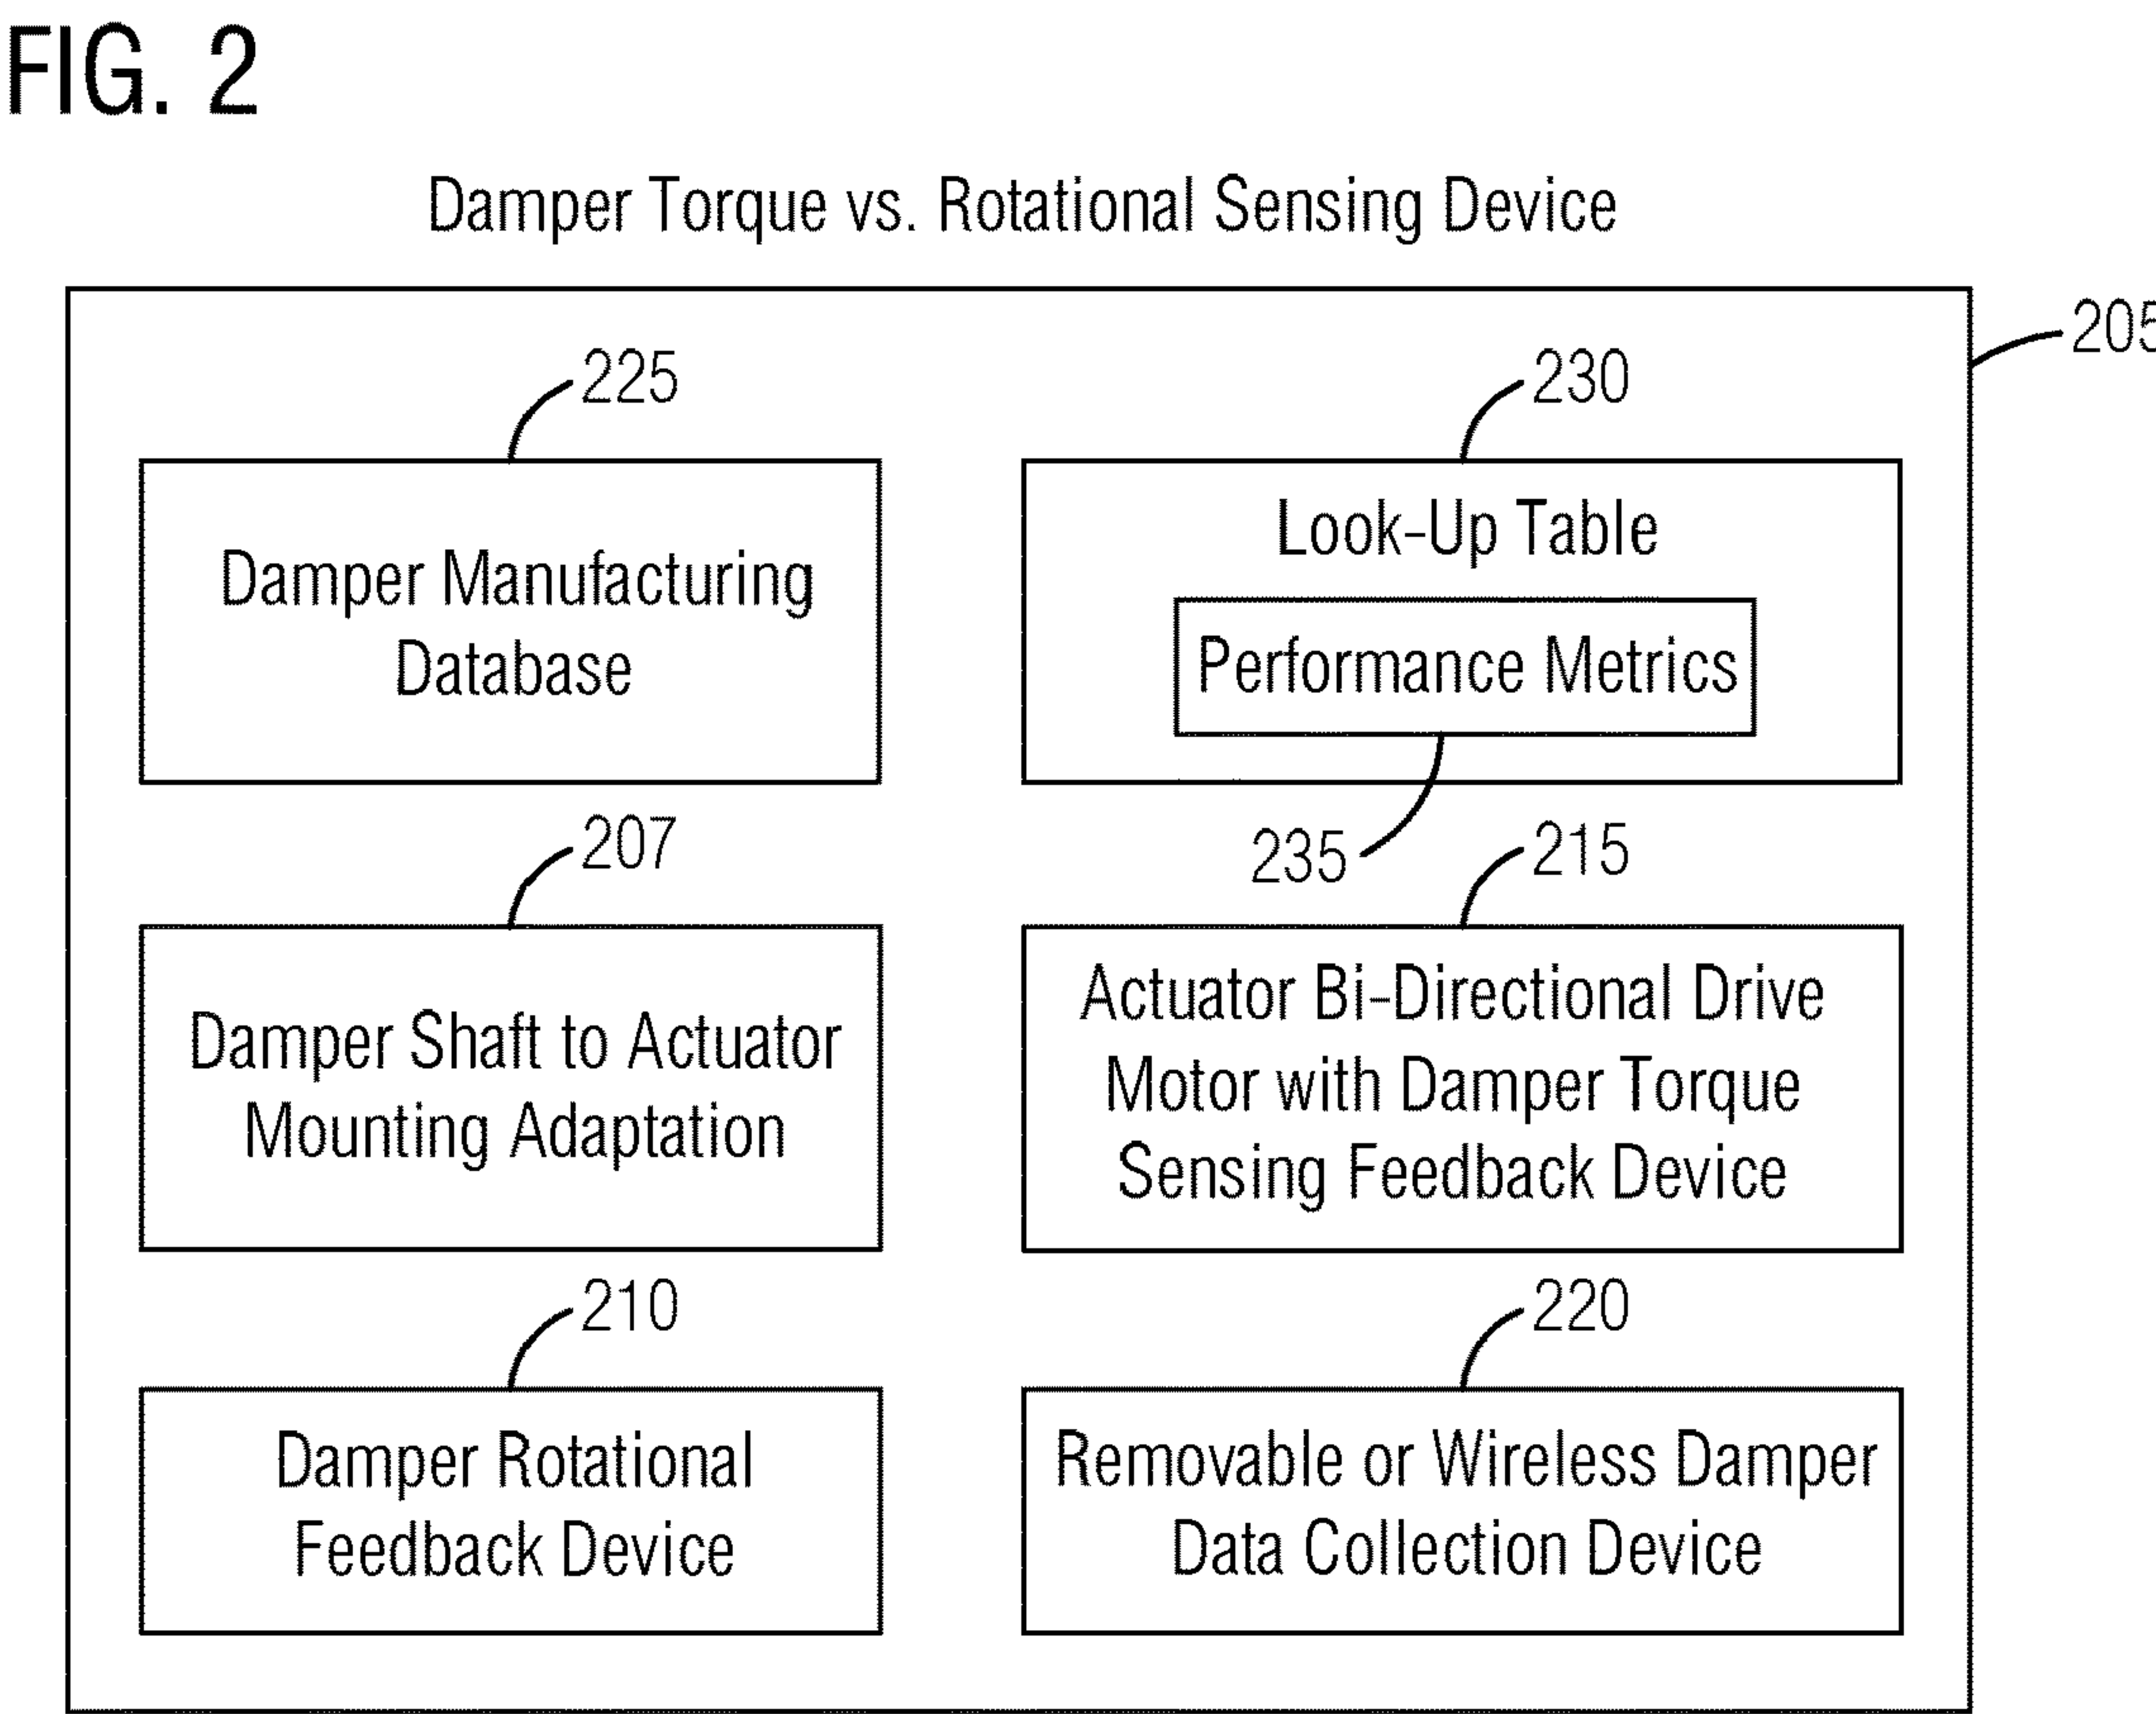 FIG. 2
Damper Torque vs. Rotational Sensing Device
205
225
230
Damper Manufacturing
Database
Look-Up Table
Performance Metrics
207
235
215
Damper Shaft to Actuator
Mounting Adaptation
Actuator Bi-Directional Drive
Motor with Damper Torque
Sensing Feedback Device
210
220
Damper Rotational
Feedback Device
Removable or Wireless Damper
Data Collection Device